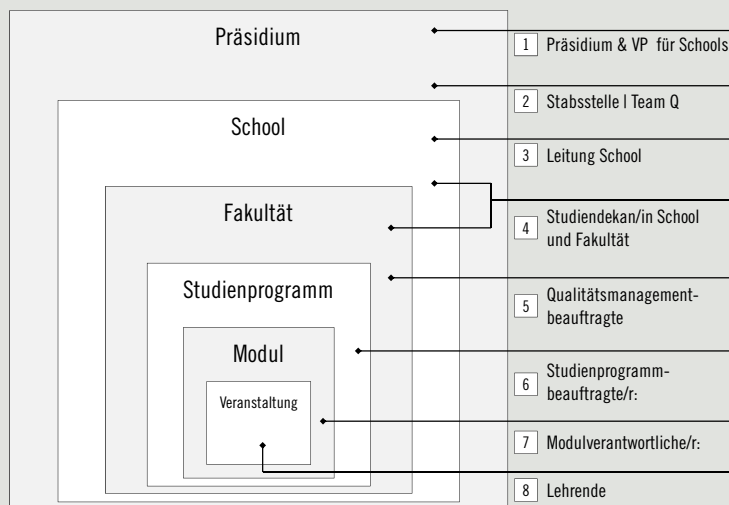 Präsidium
School
Fakultät
Studienprogramm
Modul
Veranstaltung
1 Präsidium & VP für Schools
2 Stabsstelle | Team Q
3 Leitung School
4 Studiendekan/in School
und Fakultät
5 Qualitätsmanagement-
beauftragte
6 Studienprogramm-
beauftragte/r:
7 Modulverantwortliche/r:
8 Lehrende